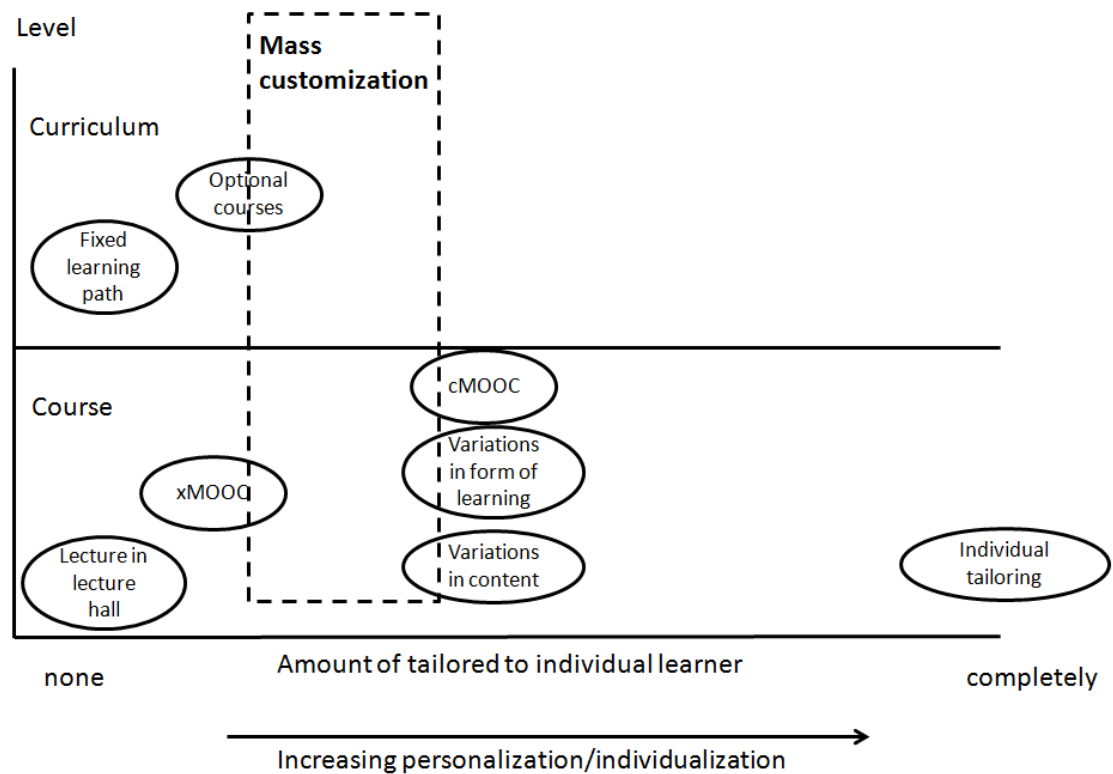 Level
Mass
customization
Curriculum
Optional
courses
Fixed
learning
path
cMOOC
Course
Variations
in form of
learning
xMOOC
Lecture in
lecture
hall
Variations
in content
Individual
tailoring
Amount of tailored to individual learner
none
completely
Increasing personalization/individualization